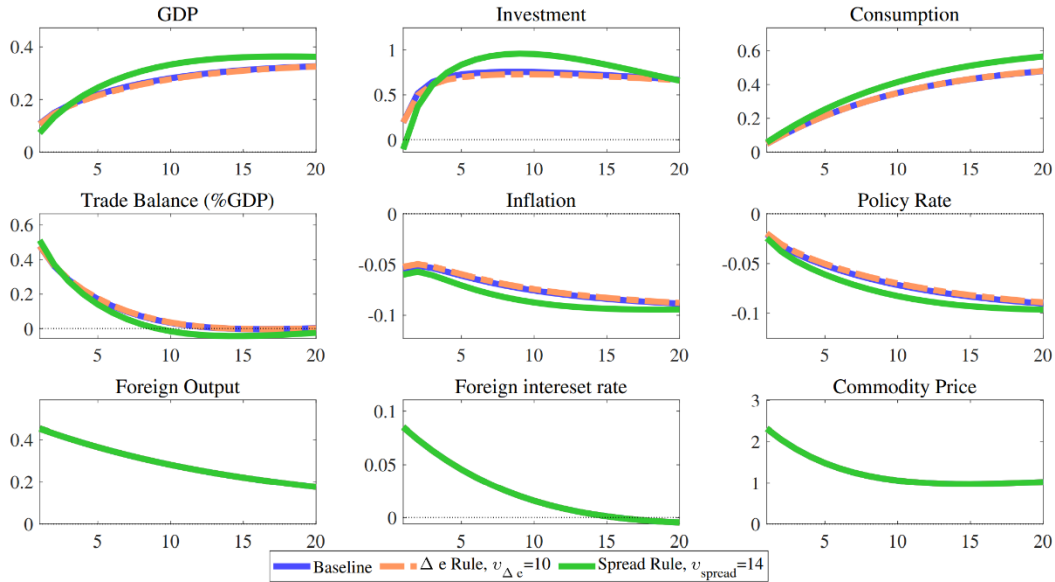 GDP
Investment
Consumption
0.4
0.2
0
5 10 15 20
1
0.5
0
5 10 15 20
0.6
0.4
0.2
0
5 10 15 20
Trade Balance (%GDP)
Inflation
Policy Rate
0.6
0.4
0.2
0
5 10 15 20
0
-0.05
-0.1
5 10 15 20
0
-0.05
-0.1
5 10 15 20
Foreign Output
Foreign intereset rate
Commodity Price
0.4
0.2
0
5 10 15 20
0.1
0.05
0
5 10 15 20
3
2
1
0
5 10 15 20
Baseline Δ e Rule, υ_{Δ e}=10 Spread Rule, υ_{spread}=14